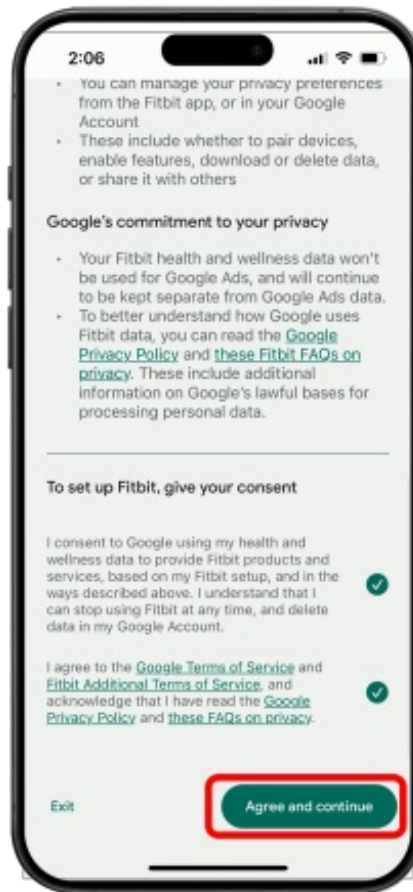 2:06
• You can manage your privacy preferences
from the Fitbit app, or in your Google
Account
• These include whether to pair devices,
enable features, download or delete data,
or share it with others
Google's commitment to your privacy
• Your Fitbit health and wellness data won't
be used for Google Ads, and will continue
to be kept separate from Google Ads data.
• To better understand how Google uses
Fitbit data, you can read the Google
Privacy Policy and these Fitbit FAQs on
privacy. These include additional
information on Google's lawful bases for
processing personal data.
To set up Fitbit, give your consent
I consent to Google using my health and
wellness data to provide Fitbit products and
services, based on my Fitbit setup, and in the
ways described above. I understand that I
can stop using Fitbit at any time, and delete
data in my Google Account.
I agree to the Google Terms of Service and
Fitbit Additional Terms of Service, and
acknowledge that I have read the Google
Privacy Policy and these FAQs on privacy.
Exit
Agree and continue